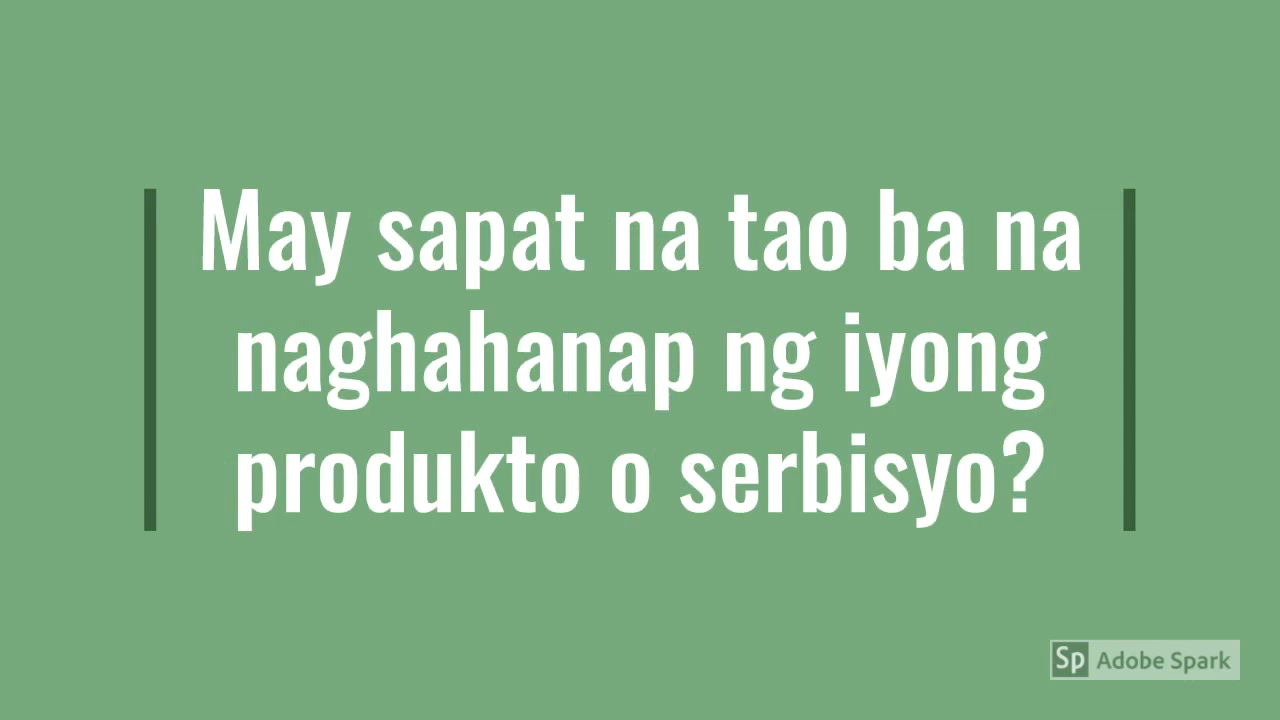 May sapat na tao ba na
naghahanap ng iyong
produkto o serbisyo?
Sp Adobe Spark